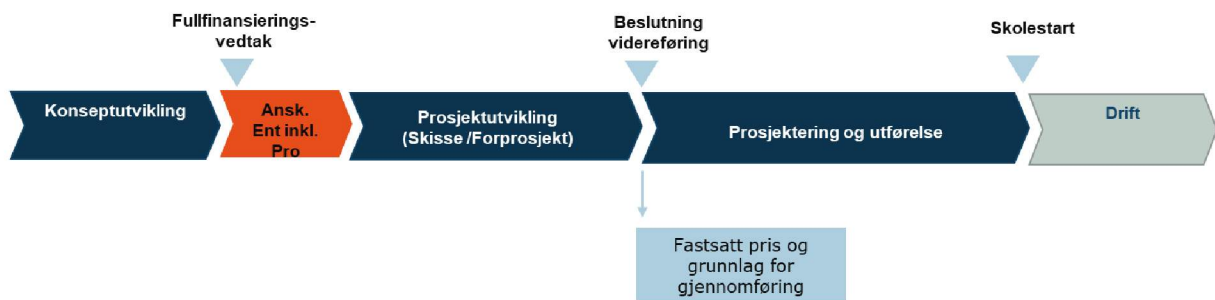 Fullfinansierings-
vedtak
Beslutning
videreføring
Skolestart
Konseptutvikling
Ansk.
Ent inkl.
Pro
Prosjektutvikling
(Skisse /Forprosjekt)
Prosjektering og utførelse
Drift
Fastsatt pris og
grunnlag for
gjennomføring